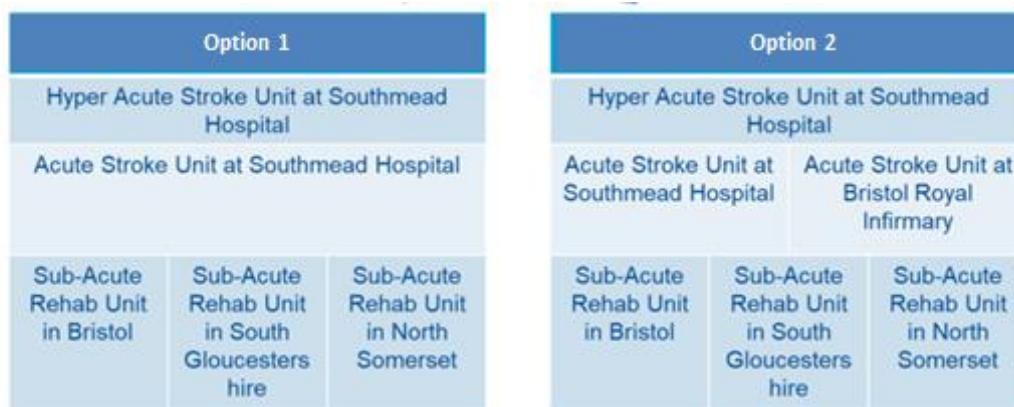 Option 1
Hyper Acute Stroke Unit at Southmead
Hospital
Acute Stroke Unit at Southmead Hospital
Sub-Acute
Rehab Unit
in Bristol
Sub-Acute
Rehab Unit
in South
Gloucesters
hire
Sub-Acute
Rehab Unit
in North
Somerset
Option 2
Hyper Acute Stroke Unit at Southmead
Hospital
Acute Stroke Unit at
Southmead Hospital
Acute Stroke Unit at
Bristol Royal
Infirmary
Sub-Acute
Rehab Unit
in Bristol
Sub-Acute
Rehab Unit
in South
Gloucesters
hire
Sub-Acute
Rehab Unit
in North
Somerset